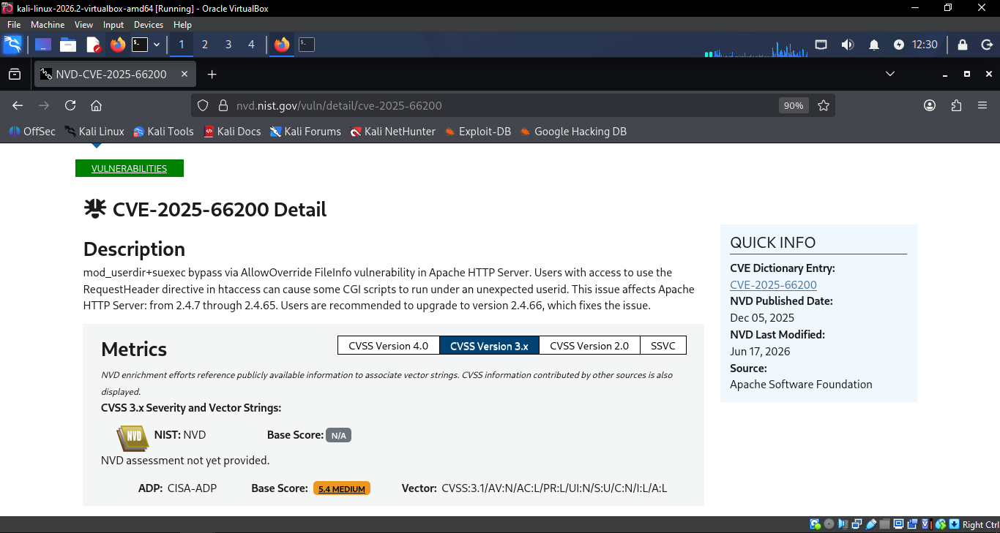 kali-linux-2026.2-virtualbox-amd64 [Running] - Oracle VirtualBox
File Machine View Input Devices Help
1 2 3 4 12:30
NVD-CVE-2025-66200
nvd.nist.gov/vuln/detail/cve-2025-66200 90%
OffSec Kali Linux Kali Tools Kali Docs Kali Forums Kali NetHunter Exploit-DB Google Hacking DB
VULNERABILITIES
CVE-2025-66200 Detail
Description
mod_userdir+suexec bypass via AllowOverride FileInfo vulnerability in Apache HTTP Server. Users with access to use the
RequestHeader directive in htaccess can cause some CGI scripts to run under an unexpected userid. This issue affects Apache
HTTP Server: from 2.4.7 through 2.4.65. Users are recommended to upgrade to version 2.4.66, which fixes the issue.
Metrics
CVSS Version 4.0 CVSS Version 3.x CVSS Version 2.0 SSVC
NVD enrichment efforts reference publicly available information to associate vector strings. CVSS information contributed by other sources is also
displayed.
CVSS 3.x Severity and Vector Strings:
NVD NIST: NVD Base Score: N/A
NVD assessment not yet provided.
ADP: CISA-ADP Base Score: 5.4 MEDIUM Vector: CVSS:3.1/AV:N/AC:L/PR:L/UI:N/S:U/C:N/I:L/A:L
QUICK INFO
CVE Dictionary Entry:
CVE-2025-66200
NVD Published Date:
Dec 05, 2025
NVD Last Modified:
Jun 17, 2026
Source:
Apache Software Foundation
Right Ctrl